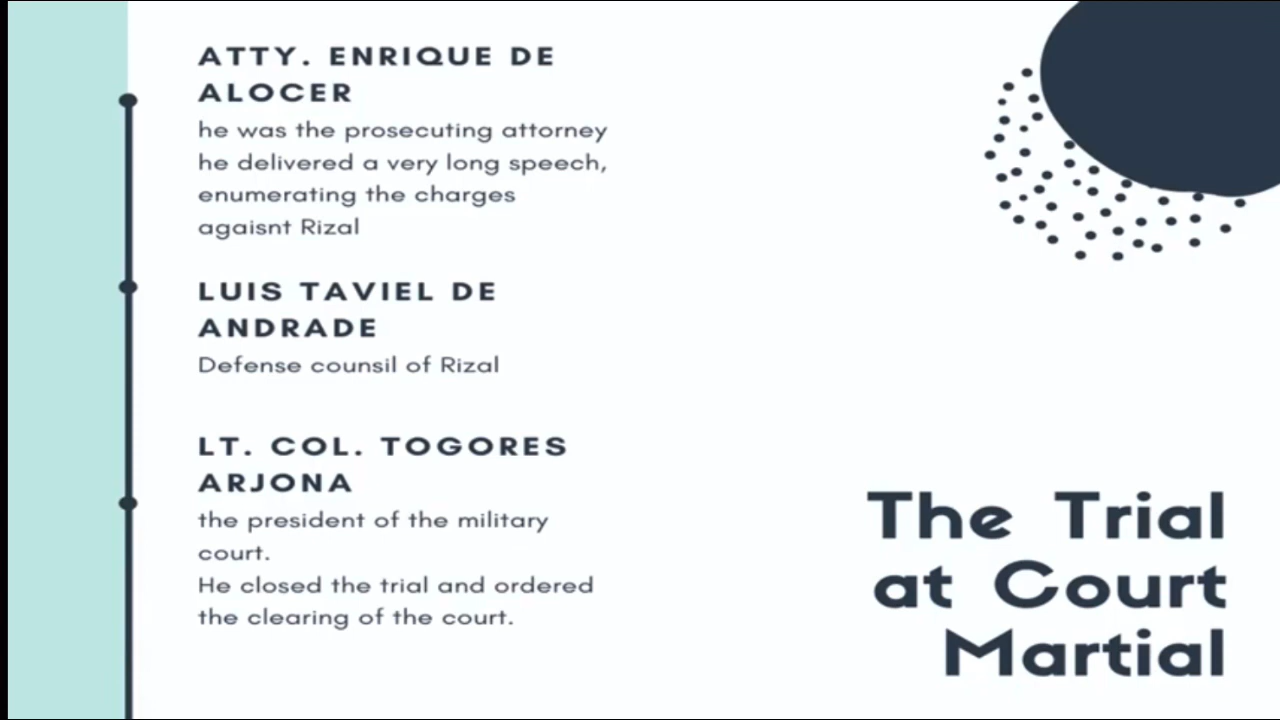 ATTY. ENRIQUE DE
ALOCER
he was the prosecuting attorney
he delivered a very long speech,
enumerating the charges
agaisnt Rizal
LUIS TAVIEL DE
ANDRADE
Defense counsil of Rizal
LT. COL. TOGORES
ARJONA
the president of the military
court.
He closed the trial and ordered
the clearing of the court.
The Trial
at Court
Martial